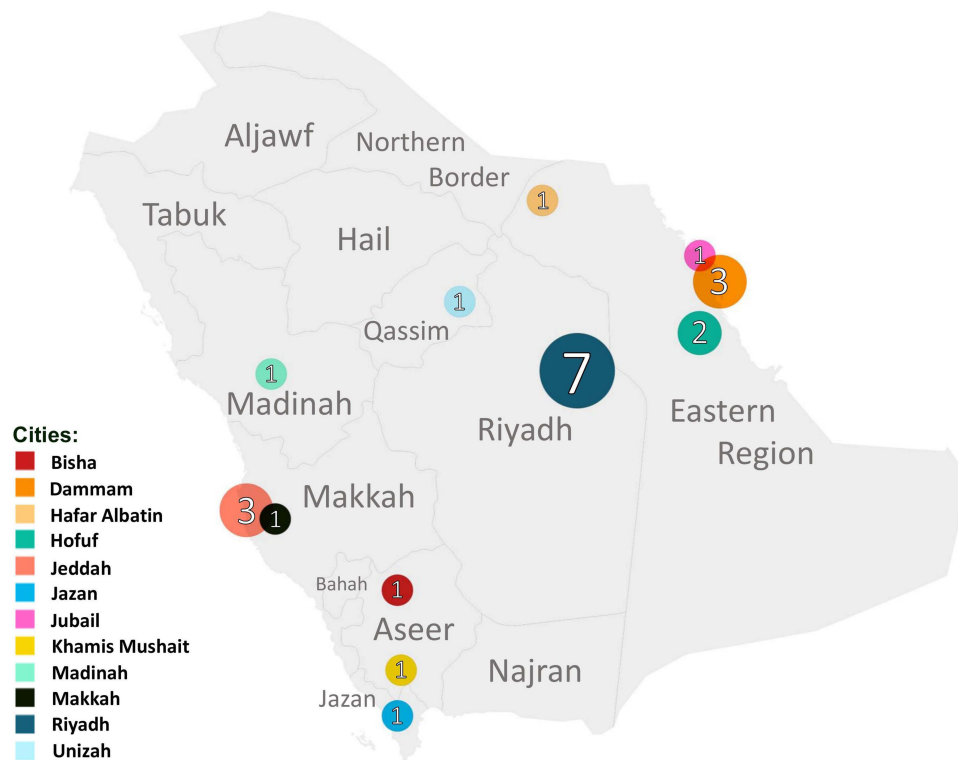 Aljawf
Northern
Border
Tabuk
Hail
1
1
3
1
Qassim
2
1
7
Madinah
Riyadh
Eastern
Region
Makkah
3
1
Bahah
1
Aseer
Najran
1
Jazan
1
Cities:
Bisha
Dammam
Hafar Albatin
Hofuf
Jeddah
Jazan
Jubail
Khamis Mushait
Madinah
Makkah
Riyadh
Unizah